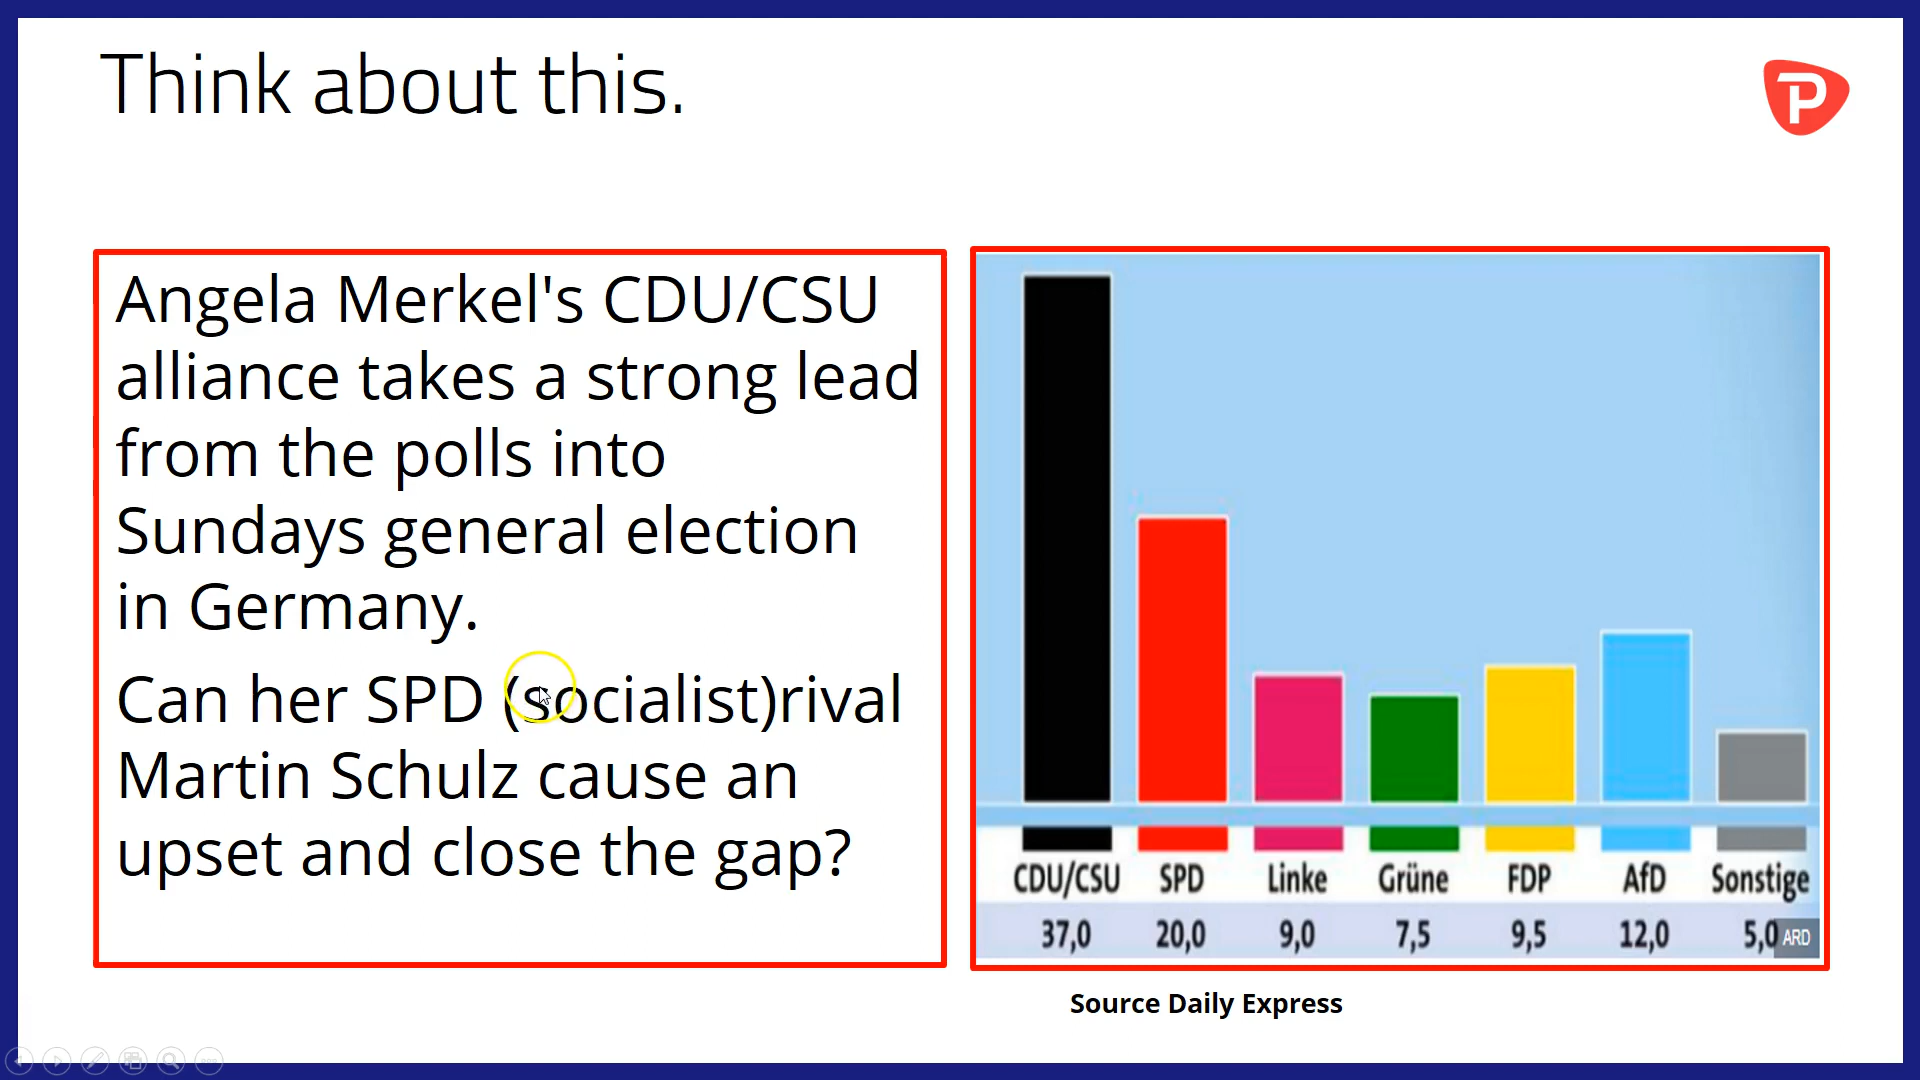 Think about this.
P
Angela Merkel's CDU/CSU
alliance takes a strong lead
from the polls into
Sundays general election
in Germany.
Can her SPD (socialist)rival
Martin Schulz cause an
upset and close the gap?
CDU/CSU SPD Linke Grüne FDP AfD Sonstige
37,0 20,0 9,0 7,5 9,5 12,0 5,0 ARD
Source Daily Express